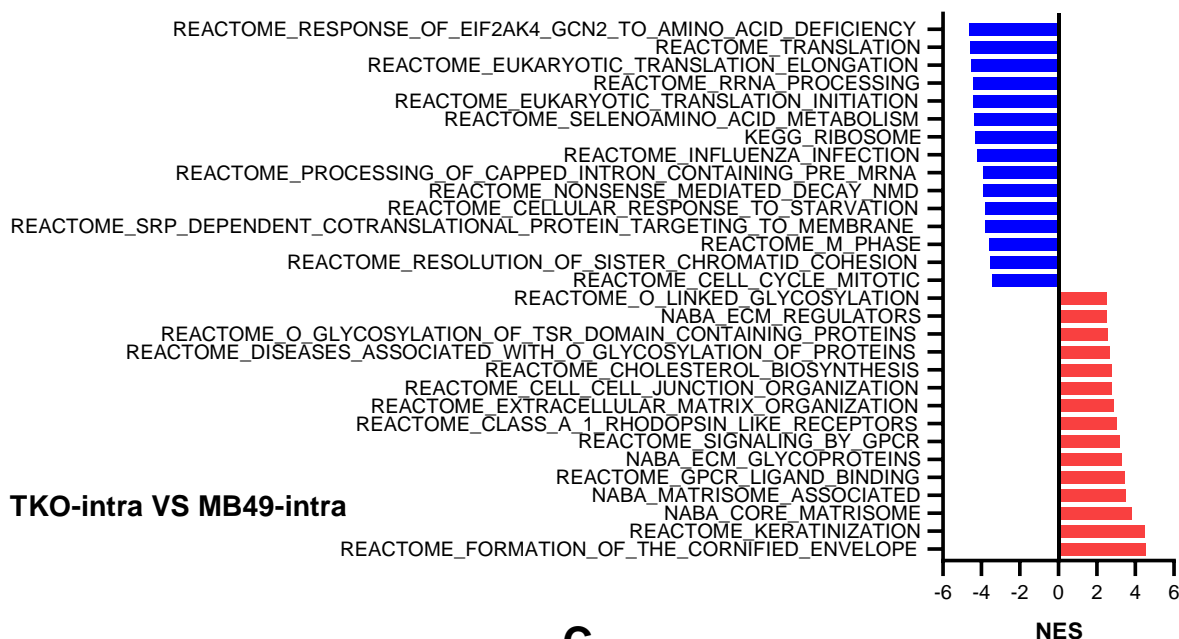 REACTOME_RESPONSE_OF_EIF2AK4_GCN2_TO_AMINO_ACID_DEFICIENCY
REACTOME_TRANSLATION
REACTOME_EUKARYOTIC_TRANSLATION_ELONGATION
REACTOME_RRNA_PROCESSING
REACTOME_EUKARYOTIC_TRANSLATION_INITIATION
REACTOME_SELENOAMINO_ACID_METABOLISM
KEGG_RIBOSOME
REACTOME_INFLUENZA_INFECTION
REACTOME_PROCESSING_OF_CAPPED_INTRON_CONTAINING_PRE_MRNA
REACTOME_NONSENSE_MEDIATED_DECAY_NMD
REACTOME_CELLULAR_RESPONSE_TO_STARVATION
REACTOME_SRP_DEPENDENT_COTRANSLATIONAL_PROTEIN_TARGETING_TO_MEMBRANE
REACTOME_M_PHASE
REACTOME_RESOLUTION_OF_SISTER_CHROMATID_COHESION
REACTOME_CELL_CYCLE_MITOTIC
REACTOME_O_LINKED_GLYCOSYLATION
NABA_ECM_REGULATORS
REACTOME_O_GLYCOSYLATION_OF_TSR_DOMAIN_CONTAINING_PROTEINS
REACTOME_DISEASES_ASSOCIATED_WITH_O_GLYCOSYLATION_OF_PROTEINS
REACTOME_CHOLESTEROL_BIOSYNTHESIS
REACTOME_CELL_CELL_JUNCTION_ORGANIZATION
REACTOME_EXTRACELLULAR_MATRIX_ORGANIZATION
REACTOME_CLASS_A_1_RHODOPSIN_LIKE_RECEPTORS
REACTOME_SIGNALING_BY_GPCR
NABA_ECM_GLYCOPROTEINS
REACTOME_GPCR_LIGAND_BINDING
NABA_MATRISOME_ASSOCIATED
TKO-intra VS MB49-intra
NABA_CORE_MATRISOME
REACTOME_KERATINIZATION
REACTOME_FORMATION_OF_THE_CORNIFIED_ENVELOPE
-6 -4 -2 0 2 4 6
NES